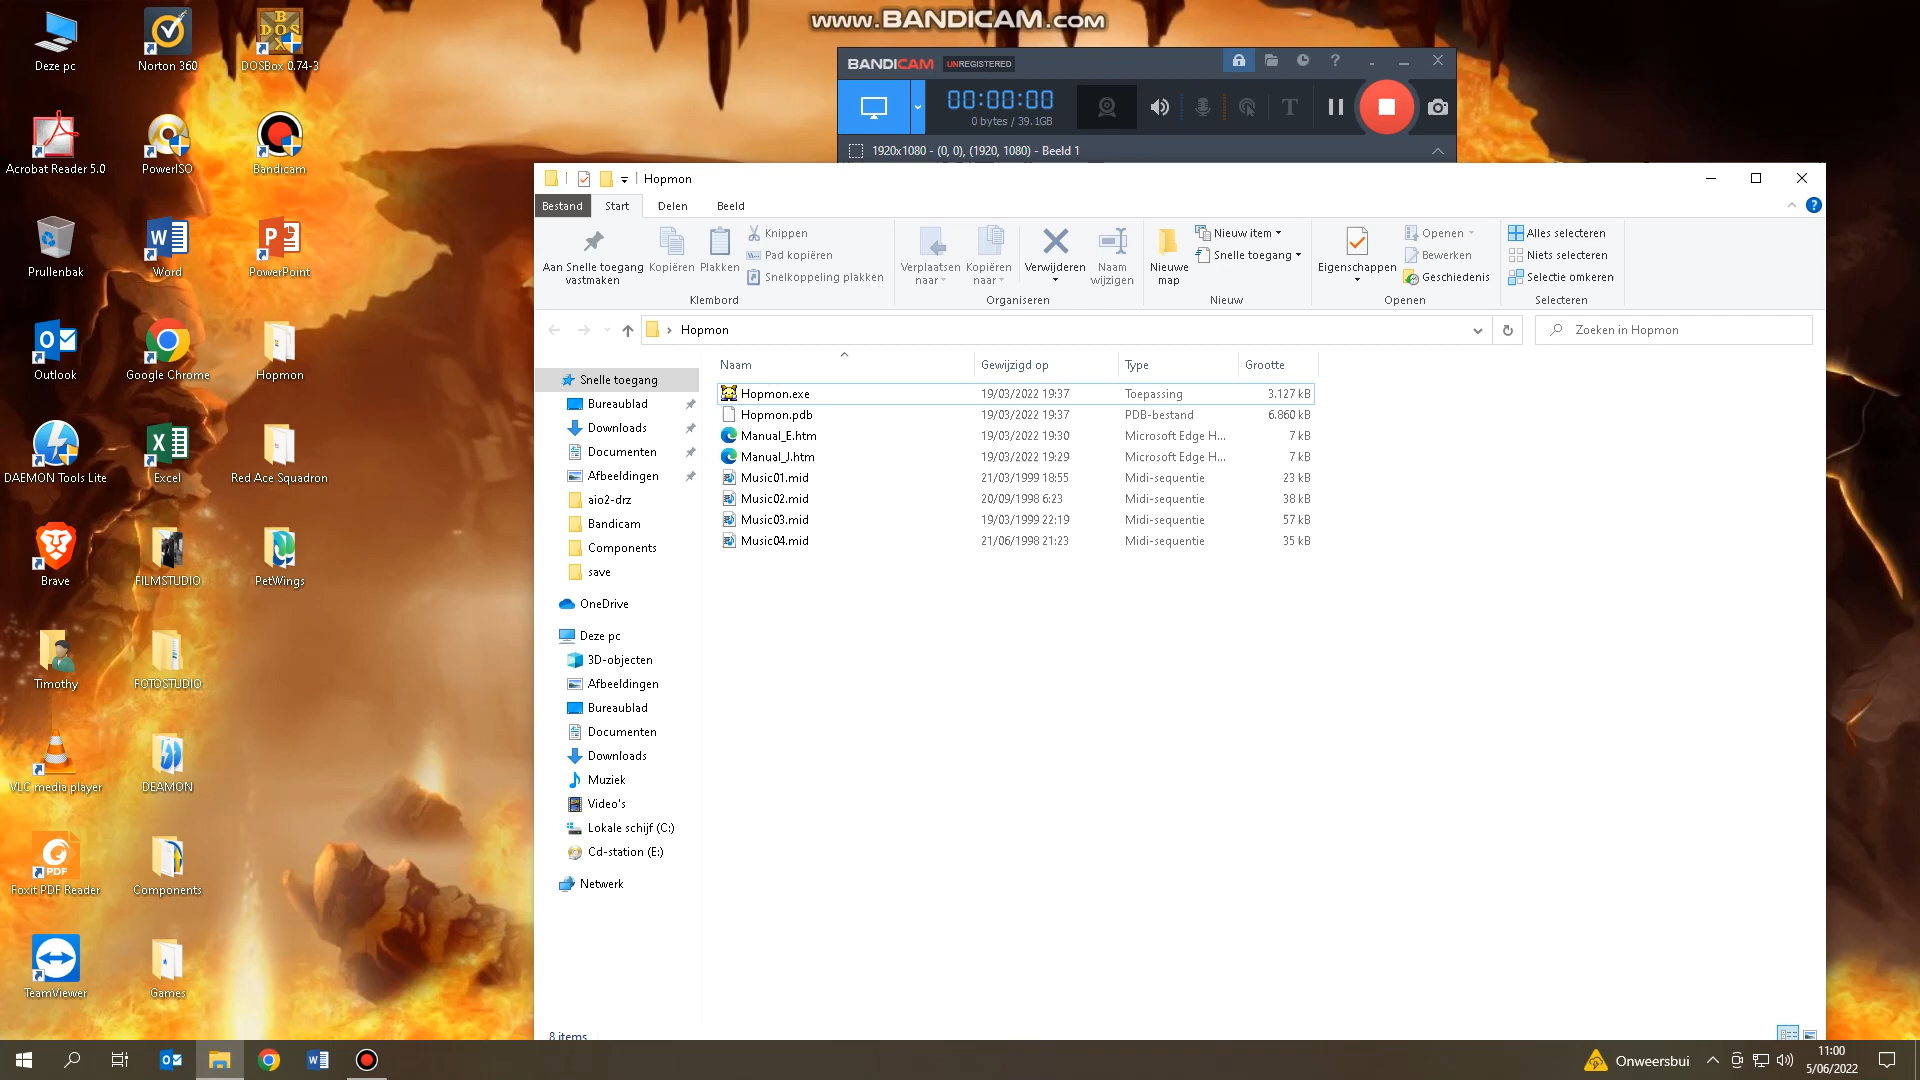 www.BANDICAM.com
Deze pc
Norton 360
DOSBox 0.74-3
Acrobat Reader 5.0
PowerISO
Bandicam
Prullenbak
Word
PowerPoint
Outlook
Google Chrome
Hopmon
DAEMON Tools Lite
Excel
Red Ace Squadron
Brave
FILMSTUDIO
PetWings
Timothy
FOTOSTUDIO
VLC media player
DEAMON
Foxit PDF Reader
Components
TeamViewer
Games
BANDICAM UNREGISTERED
00:00:00
0 bytes / 39.1GB
1920x1080 - (0, 0), (1920, 1080) - Beeld 1
Hopmon
Bestand Start Delen Beeld
Aan Snelle toegang vastmaken
Kopiëren
Plakken
Knippen
Pad kopiëren
Snelkoppeling plakken
Klembord
Verplaatsen naar
Kopiëren naar
Verwijderen
Naam wijzigen
Organiseren
Nieuwe map
Nieuw item
Snelle toegang
Nieuw
Eigenschappen
Openen
Bewerken
Geschiedenis
Openen
Alles selecteren
Niets selecteren
Selectie omkeren
Selecteren
Hopmon
Zoeken in Hopmon
Snelle toegang
Bureaublad
Downloads
Documenten
Afbeeldingen
aio2-drz
Bandicam
Components
save
OneDrive
Deze pc
3D-objecten
Afbeeldingen
Bureaublad
Documenten
Downloads
Muziek
Video's
Lokale schijf (C:)
Cd-station (E:)
Netwerk
Naam Gewijzigd op Type Grootte
Hopmon.exe 19/03/2022 19:37 Toepassing 3.127 kB
Hopmon.pdb 19/03/2022 19:37 PDB-bestand 6.860 kB
Manual_E.htm 19/03/2022 19:30 Microsoft Edge H... 7 kB
Manual_J.htm 19/03/2022 19:29 Microsoft Edge H... 7 kB
Music01.mid 21/03/1999 18:55 Midi-sequentie 23 kB
Music02.mid 20/09/1998 6:23 Midi-sequentie 38 kB
Music03.mid 19/03/1999 22:19 Midi-sequentie 57 kB
Music04.mid 21/06/1998 21:23 Midi-sequentie 35 kB
8 items
Onweersbui
11:00
5/06/2022